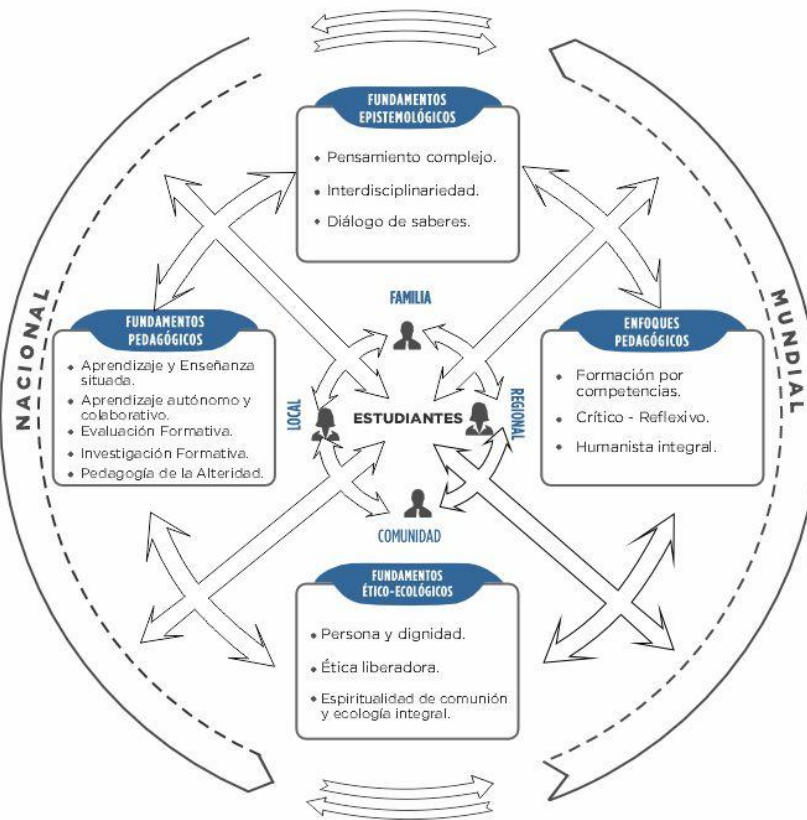 FUNDAMENTOS
EPISTEMOLÓGICOS
Pensamiento complejo.
Interdisciplinariedad.
Diálogo de saberes.
NACIONAL
MUNDIAL
FUNDAMENTOS
PEDAGÓGICOS
Aprendizaje y Enseñanza
situada.
Aprendizaje autónomo y
colaborativo.
Evaluación Formativa.
Investigación Formativa.
Pedagogía de la Alteridad.
FAMILIA
LOCAL
ESTUDIANTES
REGIONAL
COMUNIDAD
ENFOQUES
PEDAGÓGICOS
Formación por
competencias.
Crítico - Reflexivo.
Humanista integral.
FUNDAMENTOS
ÉTICO-ECOLÓGICOS
Persona y dignidad.
Ética liberadora.
Espiritualidad de comunión
y ecología integral.